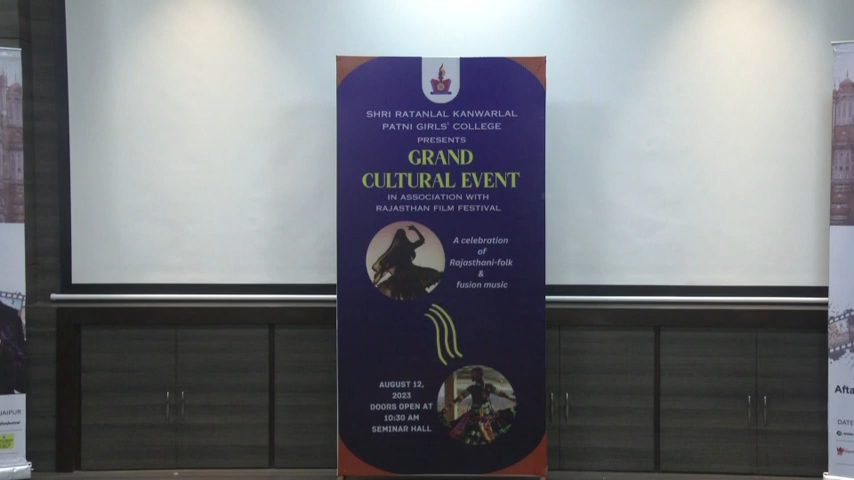 SHRI RATANLAL KANWARLAL
PATNI GIRLS' COLLEGE
PRESENTS
GRAND
CULTURAL EVENT
IN ASSOCIATION WITH
RAJASTHAN FILM FESTIVAL
A celebration
of
Rajasthani-folk
&
fusion music
AUGUST 12,
2023
DOORS OPEN AT
10:30 AM
SEMINAR HALL
JAIPUR
Afta
DATE